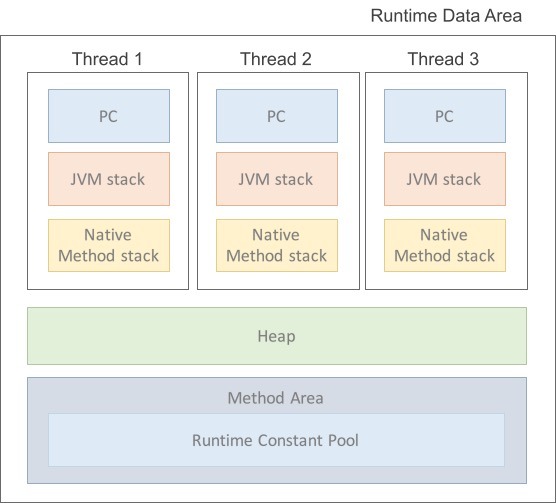 Runtime Data Area
Thread 1
Thread 2
Thread 3
PC
PC
PC
JVM stack
JVM stack
JVM stack
Native
Method stack
Native
Method stack
Native
Method stack
Heap
Method Area
Runtime Constant Pool